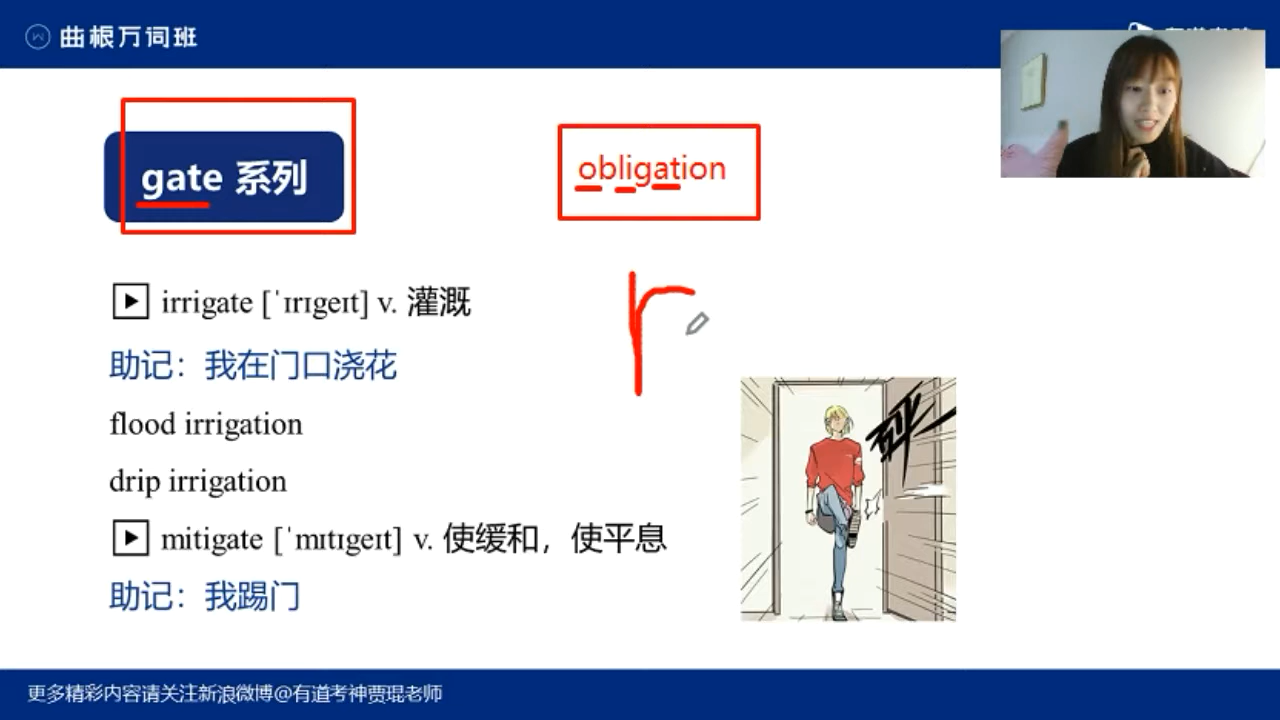 曲根万词班
gate 系列
obligation
r
irrigate [ˈɪrɪgeɪt] v. 灌溉
助记：我在门口浇花
flood irrigation
drip irrigation
mitigate [ˈmɪtɪgeɪt] v. 使缓和，使平息
助记：我踢门
更多精彩内容请关注新浪微博@有道考神贾琨老师